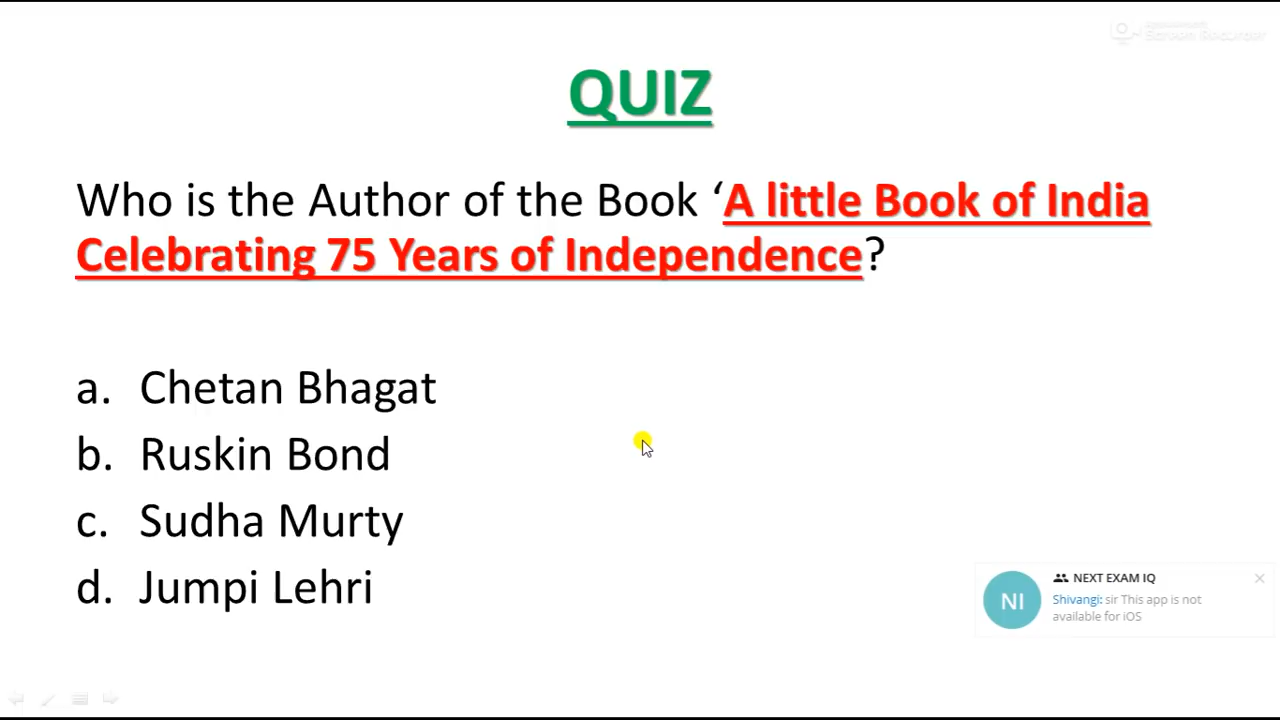 Screen Recorder
QUIZ
Who is the Author of the Book ‘A little Book of India
Celebrating 75 Years of Independence?
a. Chetan Bhagat
b. Ruskin Bond
c. Sudha Murty
d. Jumpi Lehri
NEXT EXAM IQ
NI
Shivangi: sir This app is not
available for iOS